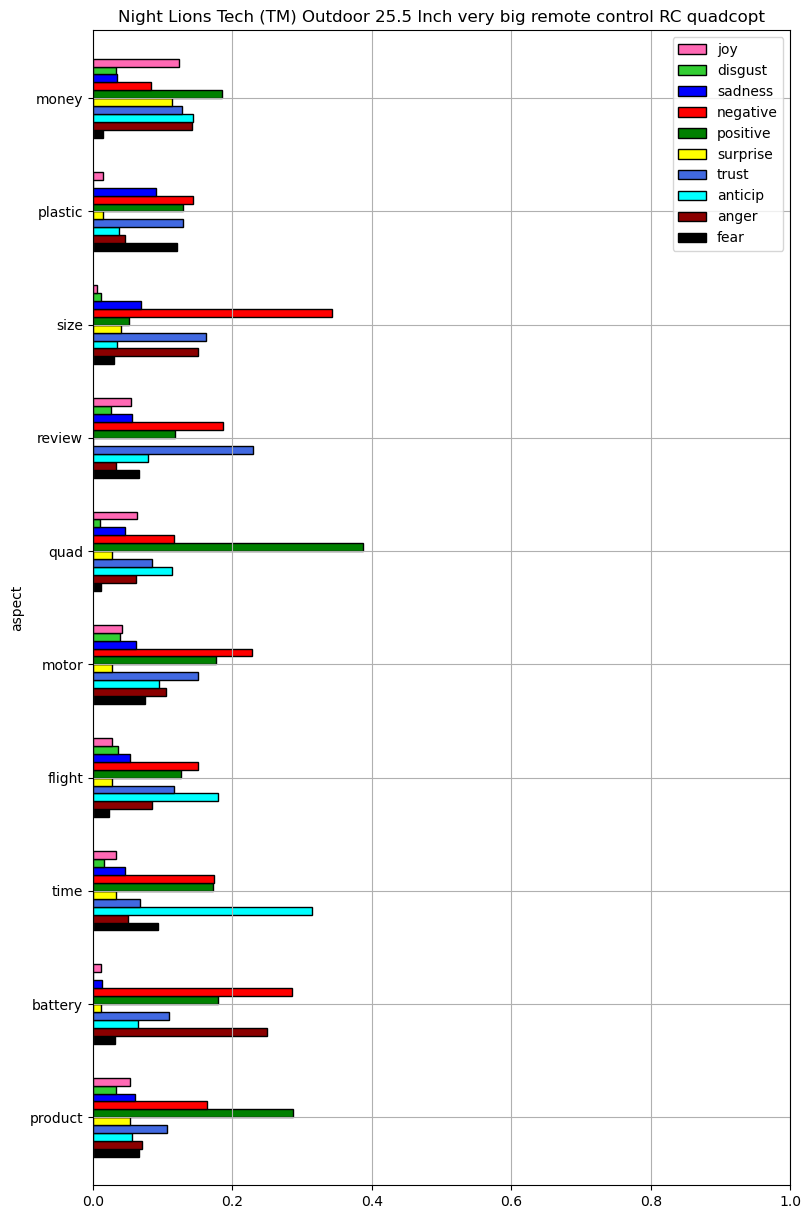 Night Lions Tech (TM) Outdoor 25.5 Inch very big remote control RC quadcopt
joy
disgust
sadness
negative
positive
surprise
trust
anticip
anger
fear
money
plastic
size
review
quad
motor
flight
time
battery
product
aspect
0.0 0.2 0.4 0.6 0.8 1.0